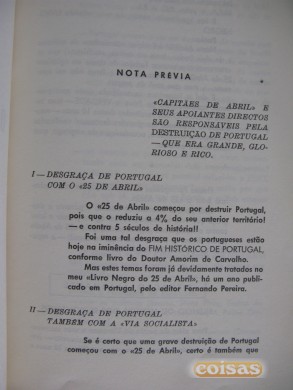 NOTA PRÉVIA
«CAPITÃES DE ABRIL» E
SEUS APOIANTES DIRECTOS
SÃO RESPONSÁVEIS PELA
DESTRUIÇÃO DE PORTUGAL
— QUE ERA GRANDE, GLO-
RIOSO E RICO.
I — DESGRAÇA DE PORTUGAL
COM O «25 DE ABRIL»
O «25 de Abril» começou por destruir Portugal,
pois que o reduziu a 4%, do seu anterior território!
— e contra 5 séculos de história!!
Foi uma tal desgraça que os portugueses estão
hoje na iminência do FIM HISTÓRICO DE PORTUGAL,
conforme livro do Doutor Amorim de Carvalho.
Mas estes temas foram já devidamente tratados no
meu «Livro Negro do 25 de Abril», há um ano publi-
cado em Portugal, pelo editor Fernando Pereira.
II — DESGRAÇA DE PORTUGAL
TAMBÉM COM A «VIA SOCIALISTA»
Se é certo que uma grave destruição de Portugal
começou com o «25 de Abril», certo é também que
coisas